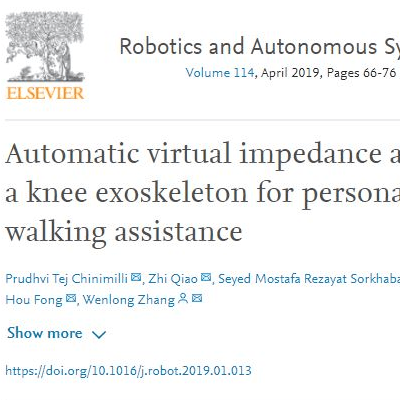 ELSEVIER
Robotics and Autonomous Sy
Volume 114, April 2019, Pages 66-76
Automatic virtual impedance a
a knee exoskeleton for persona
walking assistance
Prudhvi Tej Chinimilli, Zhi Qiao, Seyed Mostafa Rezayat Sorkhaba
Hou Fong, Wenlong Zhang
Show more
https://doi.org/10.1016/j.robot.2019.01.013